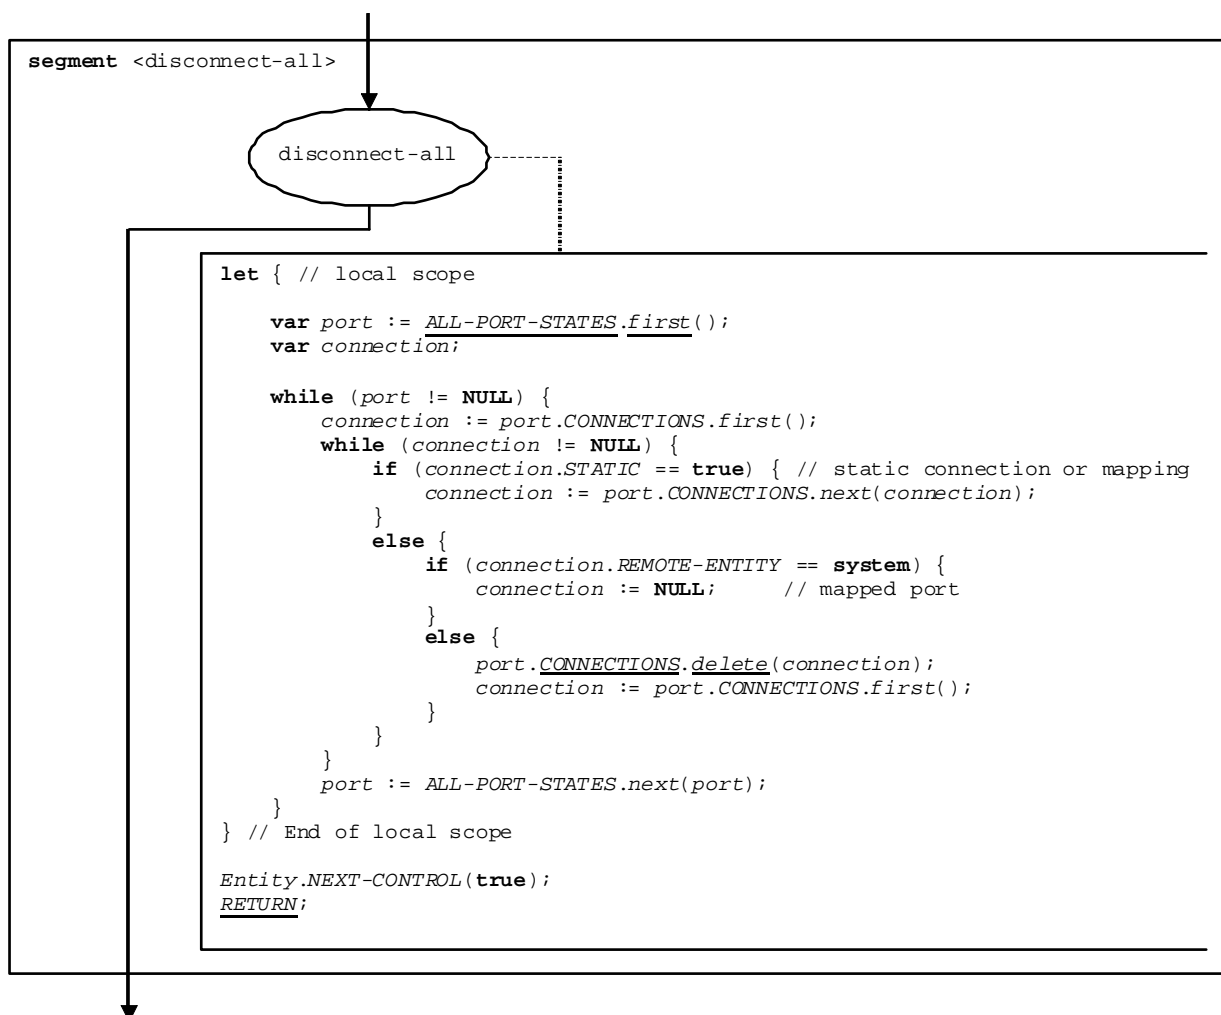 segment <disconnect-all>
disconnect-all
let { // local scope
var port := ALL-PORT-STATES.first();
var connection;
while (port != NULL) {
connection := port.CONNECTIONS.first();
while (connection != NULL) {
if (connection.STATIC == true) { // static connection or mapping
connection := port.CONNECTIONS.next(connection);
}
else {
if (connection.REMOTE-ENTITY == system) {
connection := NULL; // mapped port
}
else {
port.CONNECTIONS.delete(connection);
connection := port.CONNECTIONS.first();
}
}
}
port := ALL-PORT-STATES.next(port);
}
} // End of local scope
Entity.NEXT-CONTROL(true);
RETURN;